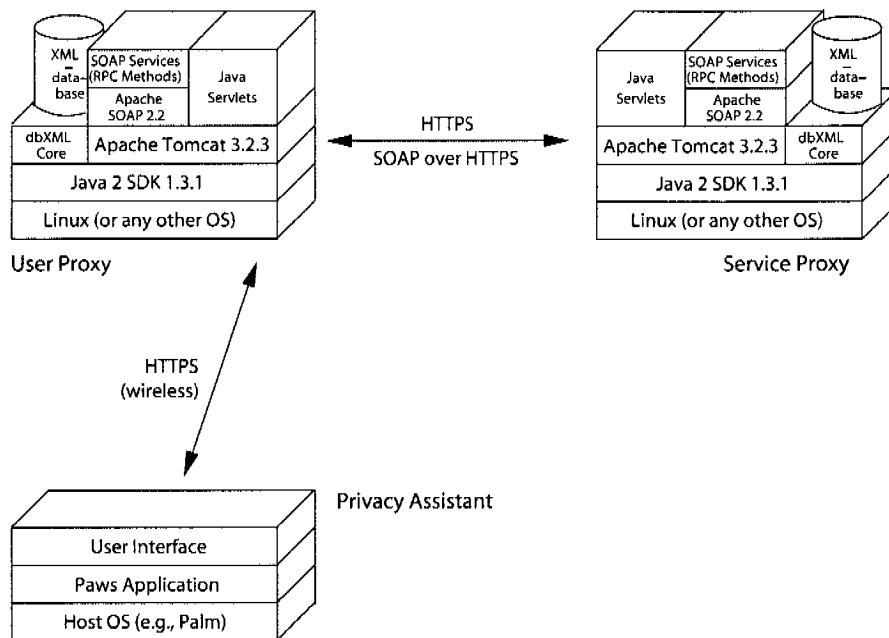 XML
–
data–
base
SOAP Services
(RPC Methods)
Apache
SOAP 2.2
Java
Servlets
dbXML
Core
Apache Tomcat 3.2.3
Java 2 SDK 1.3.1
Linux (or any other OS)
User Proxy
HTTPS
SOAP over HTTPS
Java
Servlets
SOAP Services
(RPC Methods)
Apache
SOAP 2.2
XML
–
data–
base
Apache Tomcat 3.2.3
dbXML
Core
Java 2 SDK 1.3.1
Linux (or any other OS)
Service Proxy
HTTPS
(wireless)
Privacy Assistant
User Interface
Paws Application
Host OS (e.g., Palm)